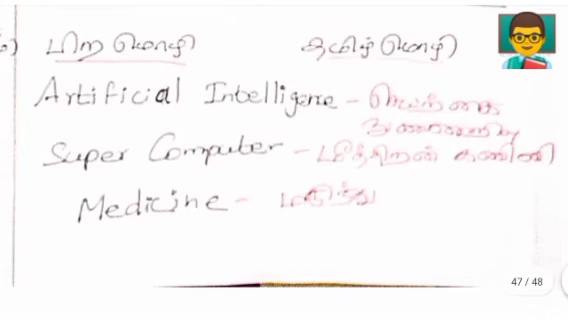 பிற மொழி தமிழ் மொழி
Artificial Intelligence - செயற்கை
நுண்ணறிவு
Super Computer - மீத்திறன் கணினி
Medicine - மருந்து
47 / 48